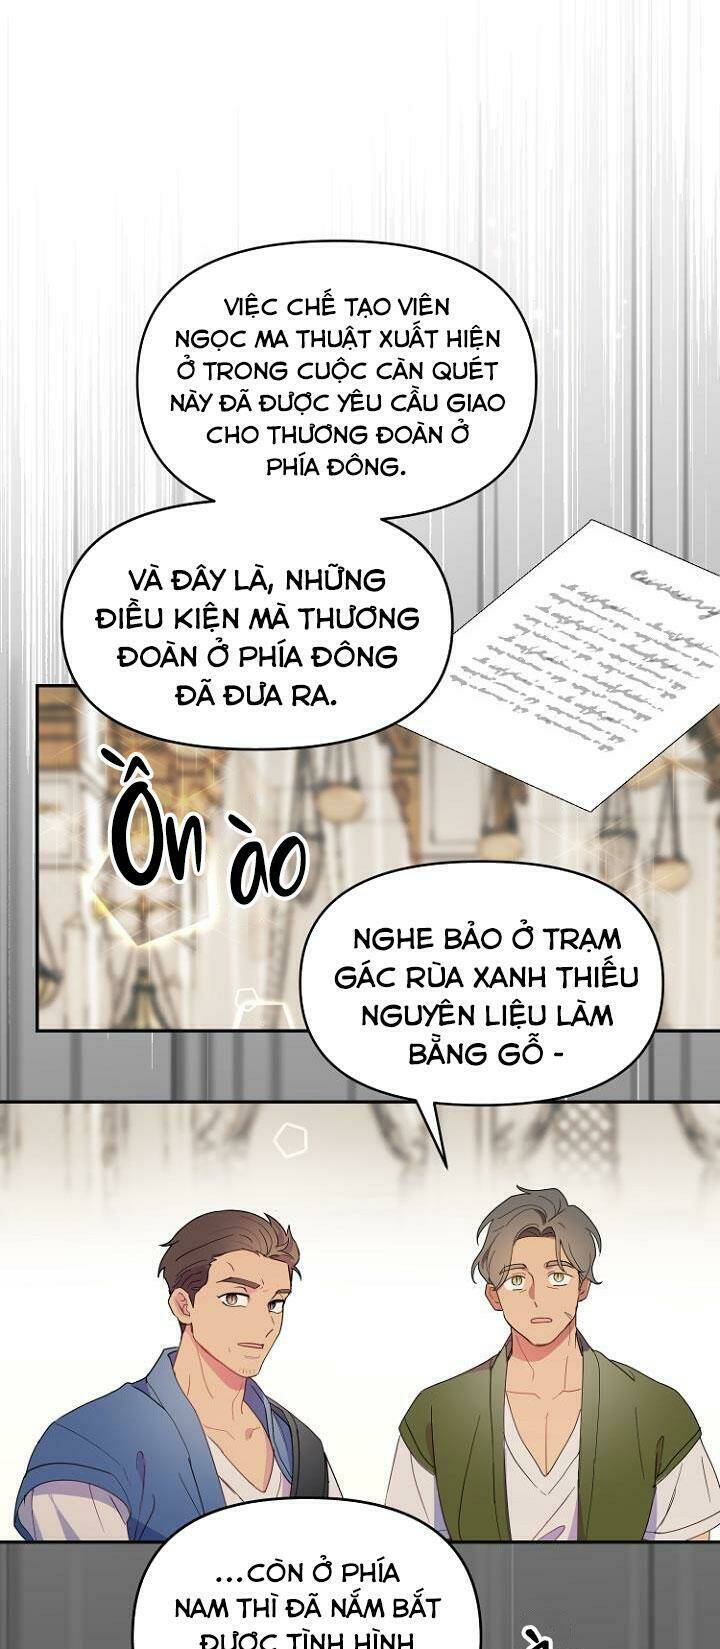 VIỆC CHẾ TẠO VIÊN
NGỌC MA THUẬT XUẤT HIỆN
Ở TRONG CUỘC CÀN QUÉT
NÀY ĐÃ ĐƯỢC YÊU CẦU GIAO
CHO THƯƠNG ĐOÀN Ở
PHÍA ĐÔNG.
VÀ ĐÂY LÀ, NHỮNG
ĐIỀU KIỆN MÀ THƯƠNG
ĐOÀN Ở PHÍA ĐÔNG
ĐÃ ĐƯA RA.
Ồn ào
NGHE BẢO Ở TRẠM
GÁC RÙA XANH THIẾU
NGUYÊN LIỆU LÀM
BẰNG GỖ -
...CÒN Ở PHÍA
NAM THÌ ĐÃ NẮM BẮT
ĐƯỢC TÌNH HÌNH